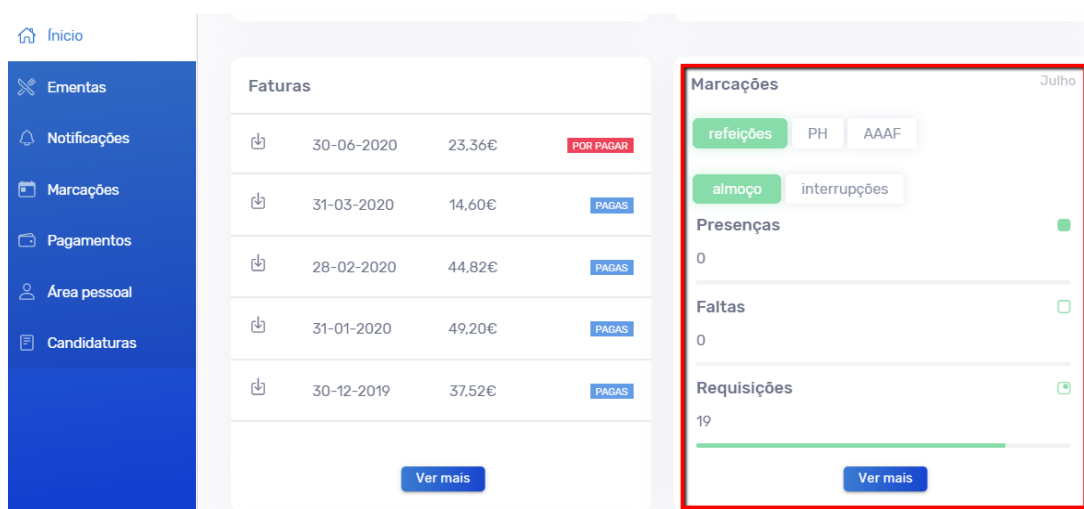 Ínicio
Ementas
Notificações
Marcações
Pagamentos
Área pessoal
Candidaturas
Faturas
30-06-2020 23,36€ POR PAGAR
31-03-2020 14,60€ PAGAS
28-02-2020 44,82€ PAGAS
31-01-2020 49,20€ PAGAS
30-12-2019 37,52€ PAGAS
Ver mais
Marcações Julho
refeições PH AAAF
almoço interrupções
Presenças
0
Faltas
0
Requisições
19
Ver mais